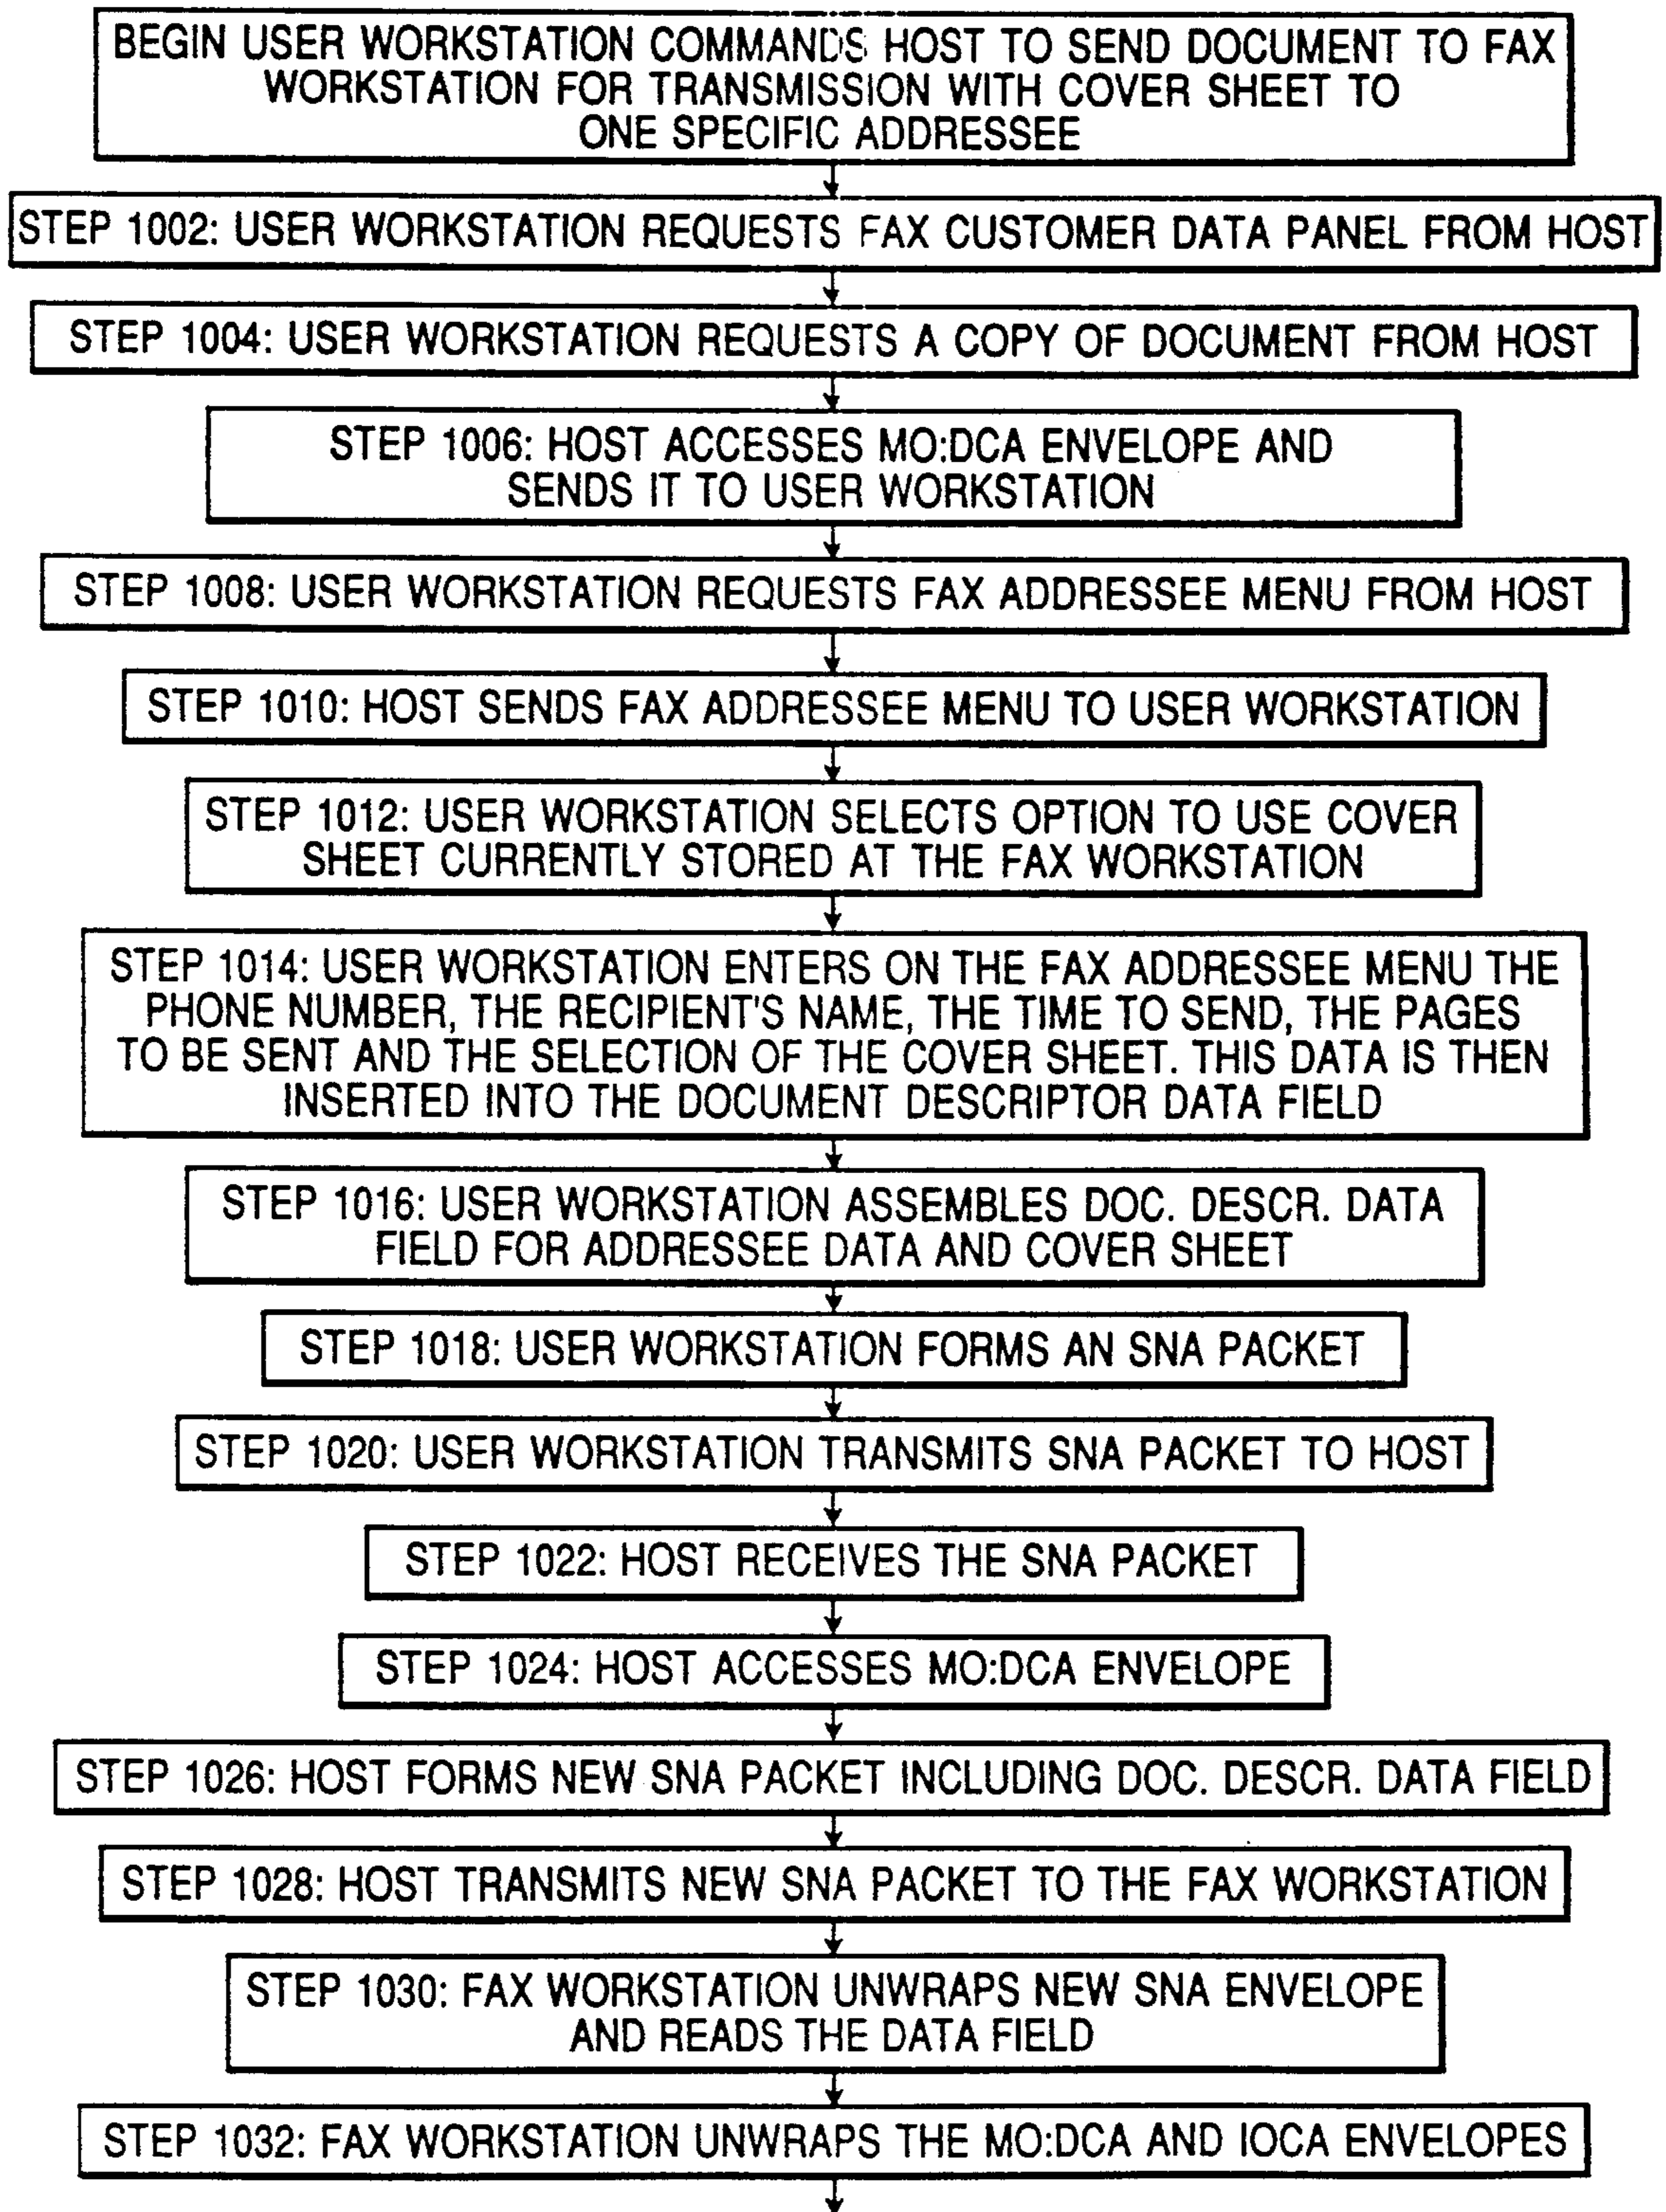 BEGIN USER WORKSTATION COMMANDS HOST TO SEND DOCUMENT TO FAX
WORKSTATION FOR TRANSMISSION WITH COVER SHEET TO
ONE SPECIFIC ADDRESSEE
STEP 1002: USER WORKSTATION REQUESTS FAX CUSTOMER DATA PANEL FROM HOST
STEP 1004: USER WORKSTATION REQUESTS A COPY OF DOCUMENT FROM HOST
STEP 1006: HOST ACCESSES MO:DCA ENVELOPE AND
SENDS IT TO USER WORKSTATION
STEP 1008: USER WORKSTATION REQUESTS FAX ADDRESSEE MENU FROM HOST
STEP 1010: HOST SENDS FAX ADDRESSEE MENU TO USER WORKSTATION
STEP 1012: USER WORKSTATION SELECTS OPTION TO USE COVER
SHEET CURRENTLY STORED AT THE FAX WORKSTATION
STEP 1014: USER WORKSTATION ENTERS ON THE FAX ADDRESSEE MENU THE
PHONE NUMBER, THE RECIPIENT'S NAME, THE TIME TO SEND, THE PAGES
TO BE SENT AND THE SELECTION OF THE COVER SHEET. THIS DATA IS THEN
INSERTED INTO THE DOCUMENT DESCRIPTOR DATA FIELD
STEP 1016: USER WORKSTATION ASSEMBLES DOC. DESCR. DATA
FIELD FOR ADDRESSEE DATA AND COVER SHEET
STEP 1018: USER WORKSTATION FORMS AN SNA PACKET
STEP 1020: USER WORKSTATION TRANSMITS SNA PACKET TO HOST
STEP 1022: HOST RECEIVES THE SNA PACKET
STEP 1024: HOST ACCESSES MO:DCA ENVELOPE
STEP 1026: HOST FORMS NEW SNA PACKET INCLUDING DOC. DESCR. DATA FIELD
STEP 1028: HOST TRANSMITS NEW SNA PACKET TO THE FAX WORKSTATION
STEP 1030: FAX WORKSTATION UNWRAPS NEW SNA ENVELOPE
AND READS THE DATA FIELD
STEP 1032: FAX WORKSTATION UNWRAPS THE MO:DCA AND IOCA ENVELOPES